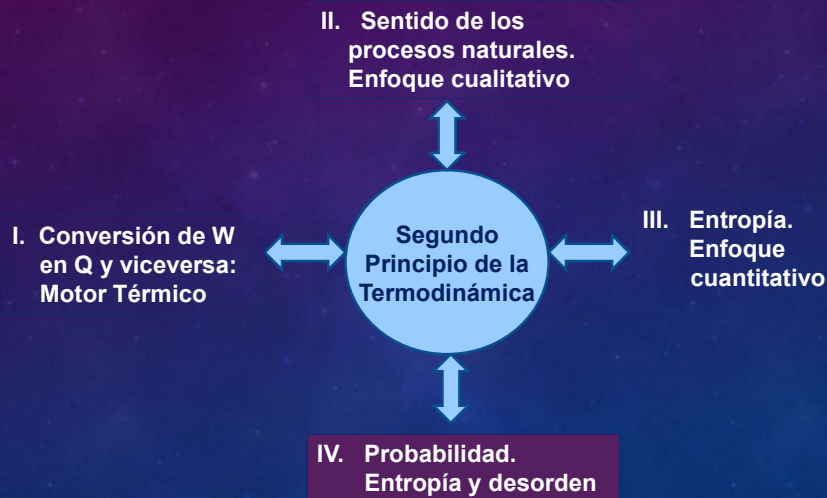 II. Sentido de los
procesos naturales.
Enfoque cualitativo
I. Conversión de W
en Q y viceversa:
Motor Térmico
Segundo
Principio de la
Termodinámica
III. Entropía.
Enfoque
cuantitativo
IV. Probabilidad.
Entropía y desorden